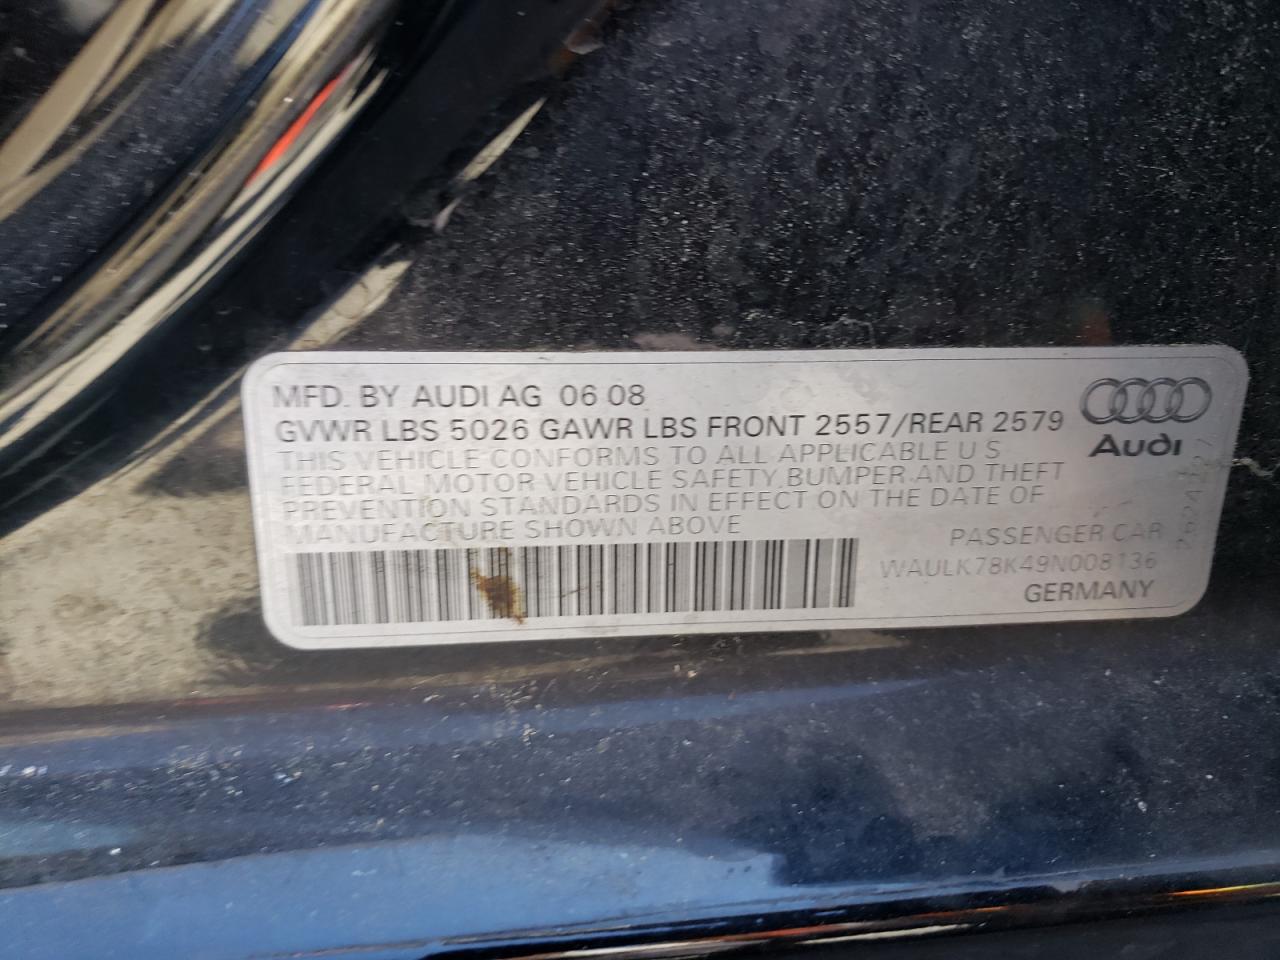 MFD. BY AUDI AG 06 08
GVWR LBS 5026 GAWR LBS FRONT 2557/REAR 2579
Audi
THIS VEHICLE CONFORMS TO ALL APPLICABLE U S
FEDERAL MOTOR VEHICLE SAFETY, BUMPER AND THEFT
PREVENTION STANDARDS IN EFFECT ON THE DATE OF
MANUFACTURE SHOWN ABOVE
PASSENGER CAR
WAULK78K49N008136
GERMANY